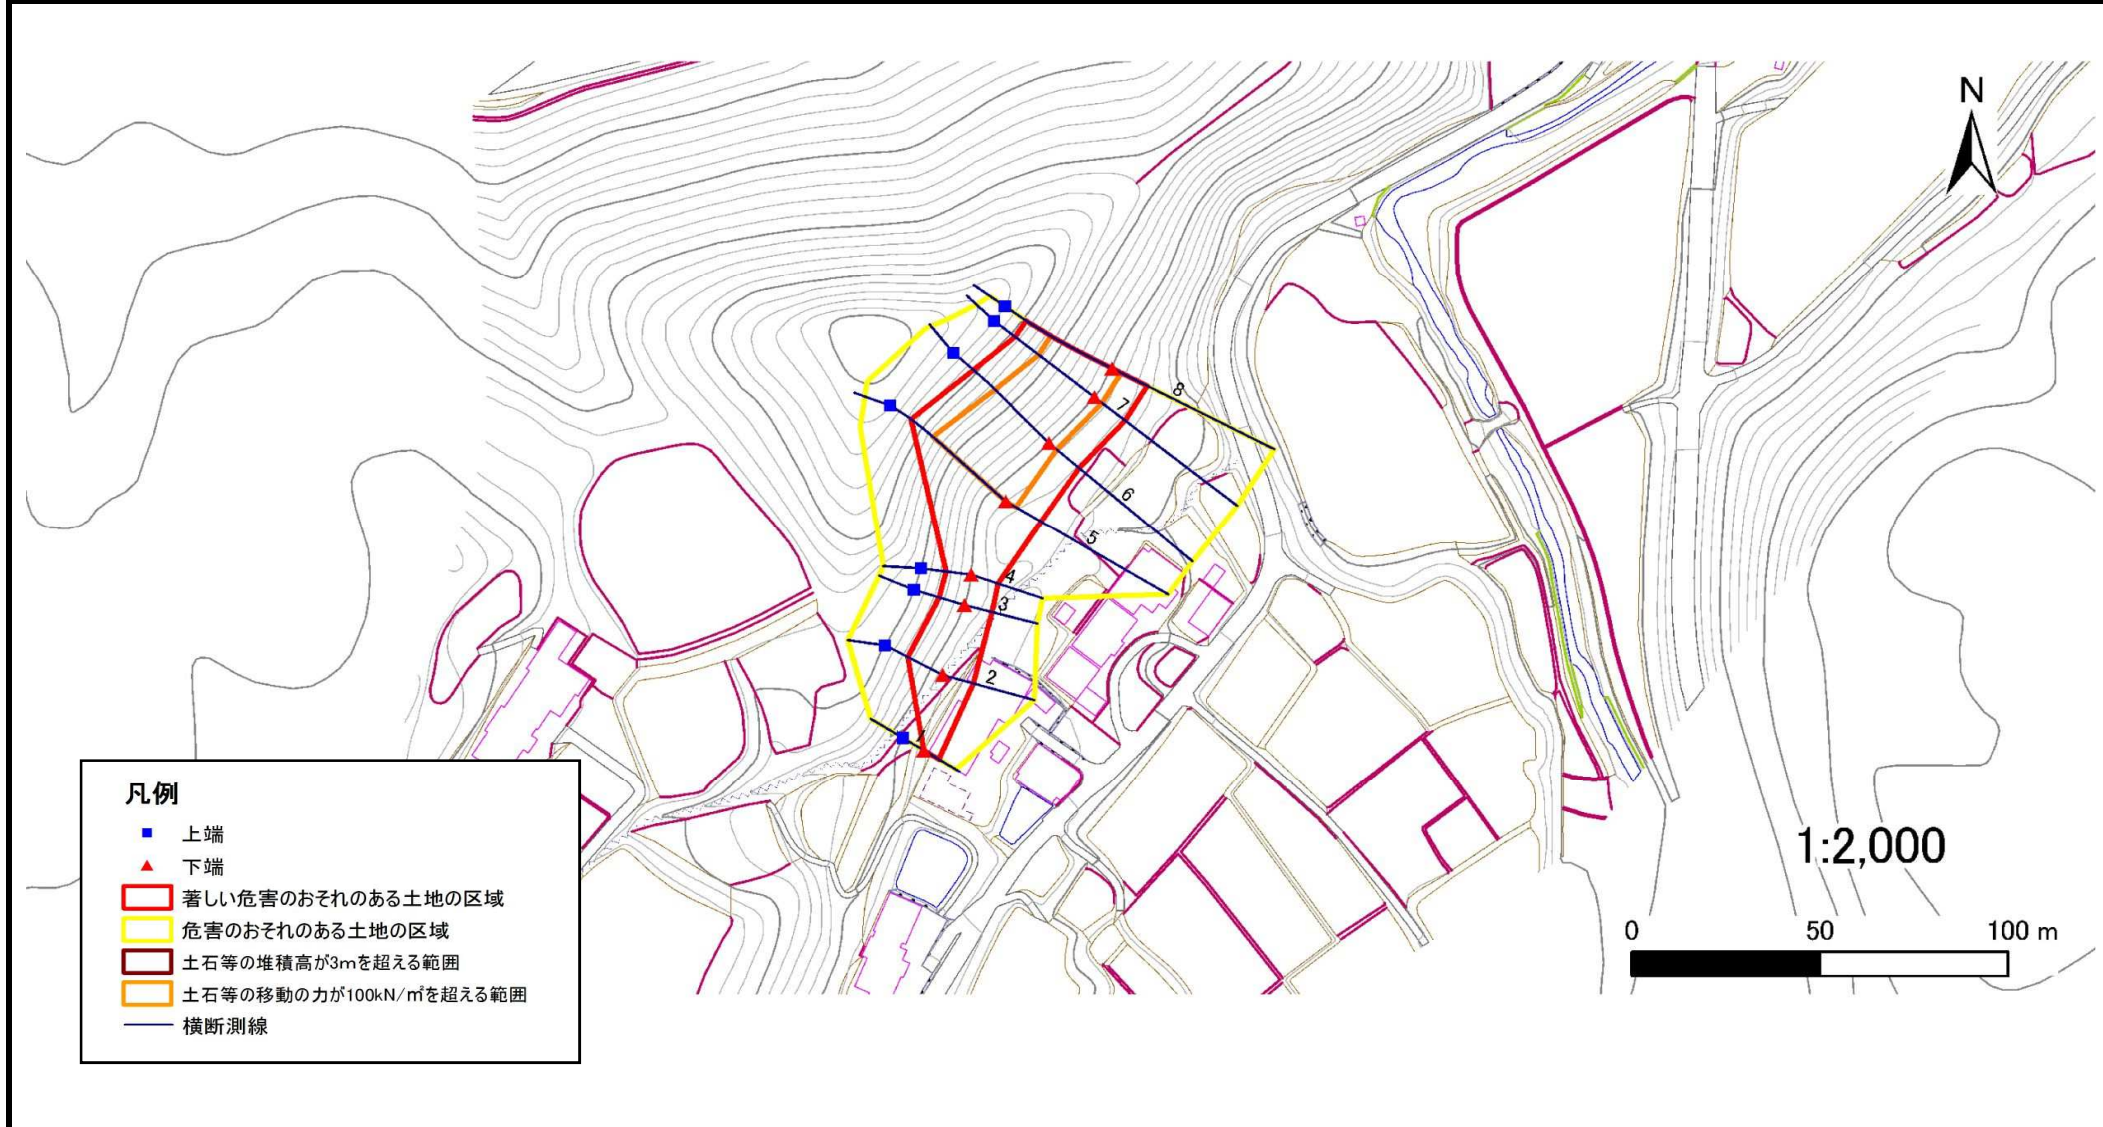 N
8
7
6
5
4
3
2
1
凡例
上端
下端
著しい危害のおそれのある土地の区域
危害のおそれのある土地の区域
土石等の堆積高が3mを超える範囲
土石等の移動の力が100kN/㎡を超える範囲
横断測線
1:2,000
0 50 100 m